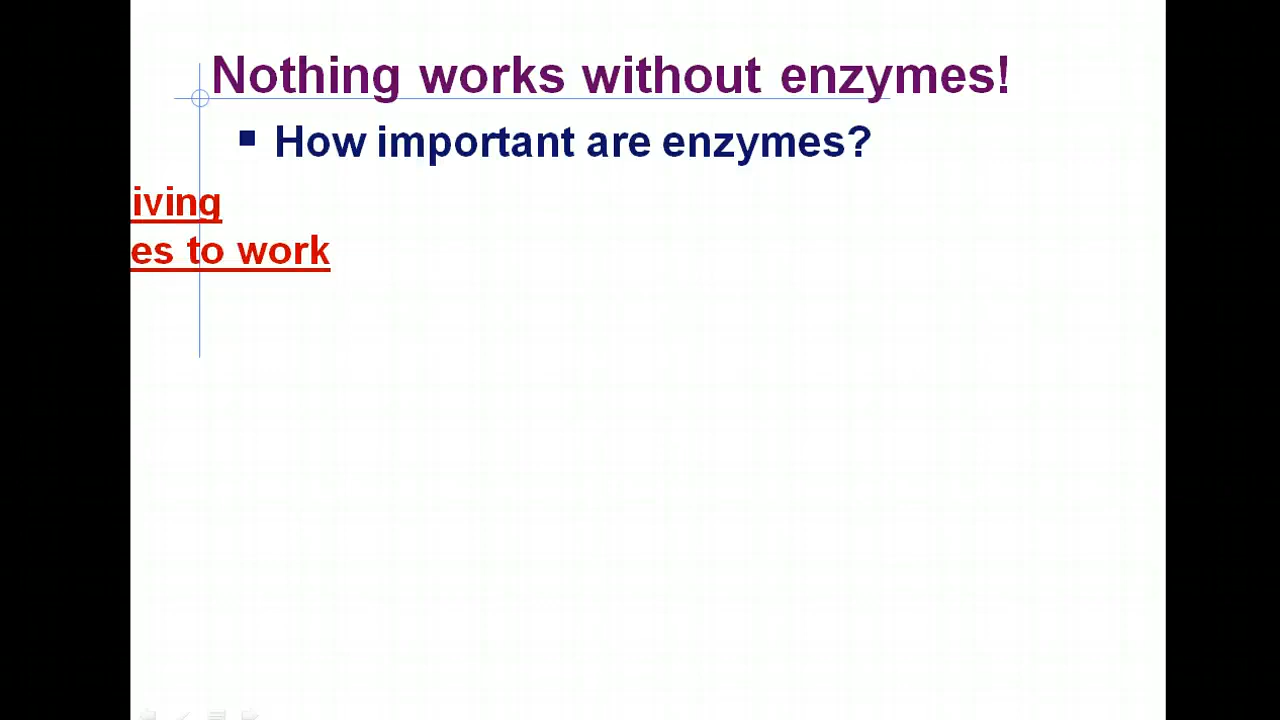 Nothing works without enzymes!
How important are enzymes?
iving
es to work